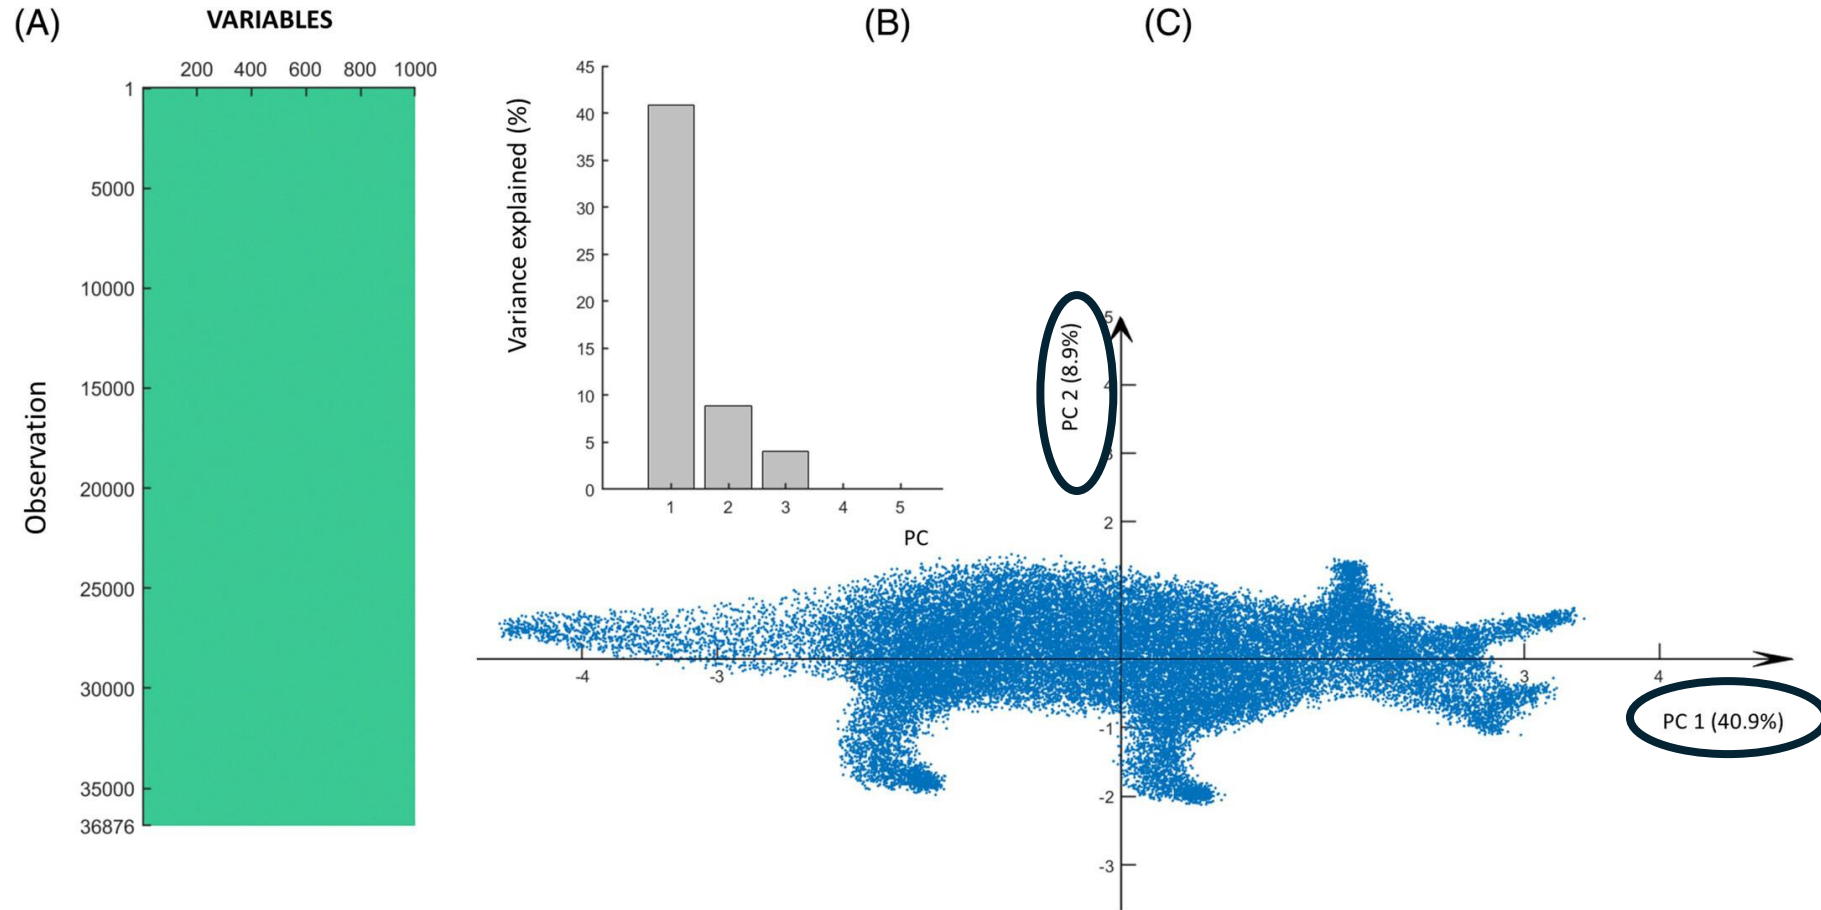 (A)
VARIABLES
200 400 600 800 1000
1
5000
10000
15000
20000
25000
30000
35000
36876
Observation
(B)
Variance explained (%)
45
40
35
30
25
20
15
10
5
0
1 2 3 4 5
PC
(C)
PC 2 (8.9%)
5
4
3
2
-1
-2
-3
-4 -3 3 4
PC 1 (40.9%)